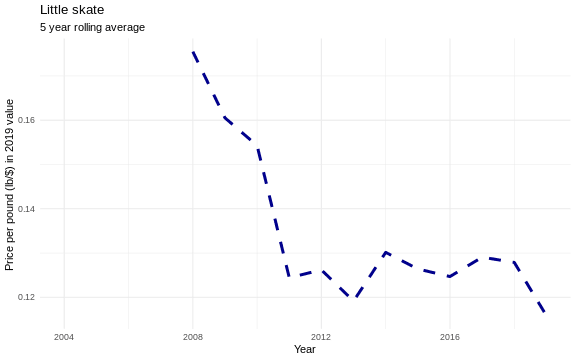 Little skate
5 year rolling average
Price per pound (lb/$) in 2019 value
0.16
0.14
0.12
2004
2008
2012
2016
Year